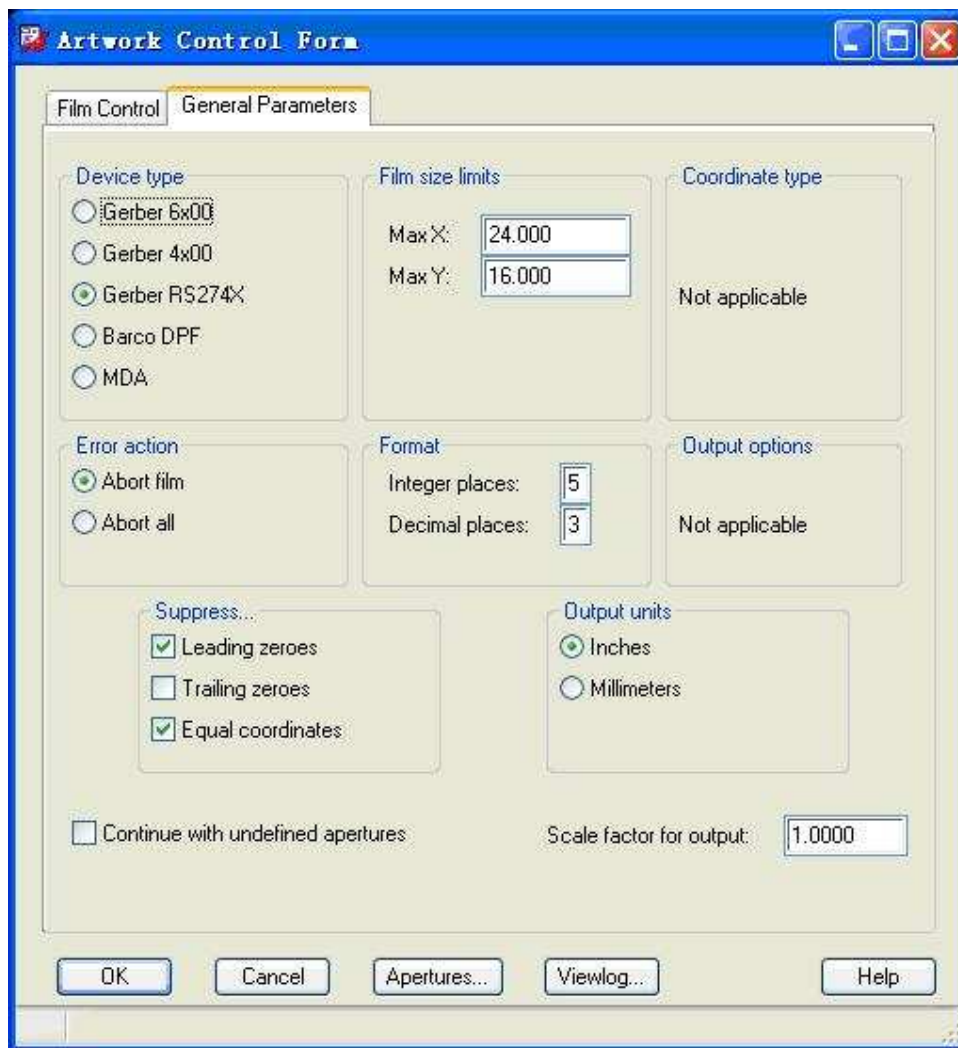 Artwork Control Form
Film Control
General Parameters
Device type
Gerber 6x00
Gerber 4x00
Gerber RS274X
Barco DPF
MDA
Film size limits
Max X: 24.000
Max Y: 16.000
Coordinate type
Not applicable
Error action
Abort film
Abort all
Format
Integer places: 5
Decimal places: 3
Output options
Not applicable
Suppress...
Leading zeroes
Trailing zeroes
Equal coordinates
Output units
Inches
Millimeters
Continue with undefined apertures
Scale factor for output: 1.0000
OK
Cancel
Apertures...
Viewlog...
Help